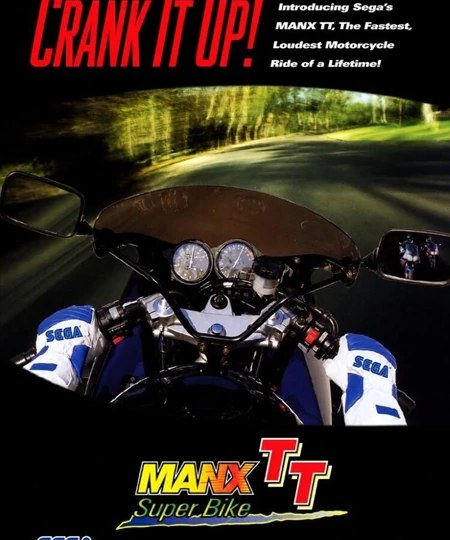 CRANK IT UP!
Introducing Sega's
MANX TT, The Fastest,
Loudest Motorcycle
Ride of a Lifetime!
SEGA
SEGA
MANX TT
Super Bike
SEGA